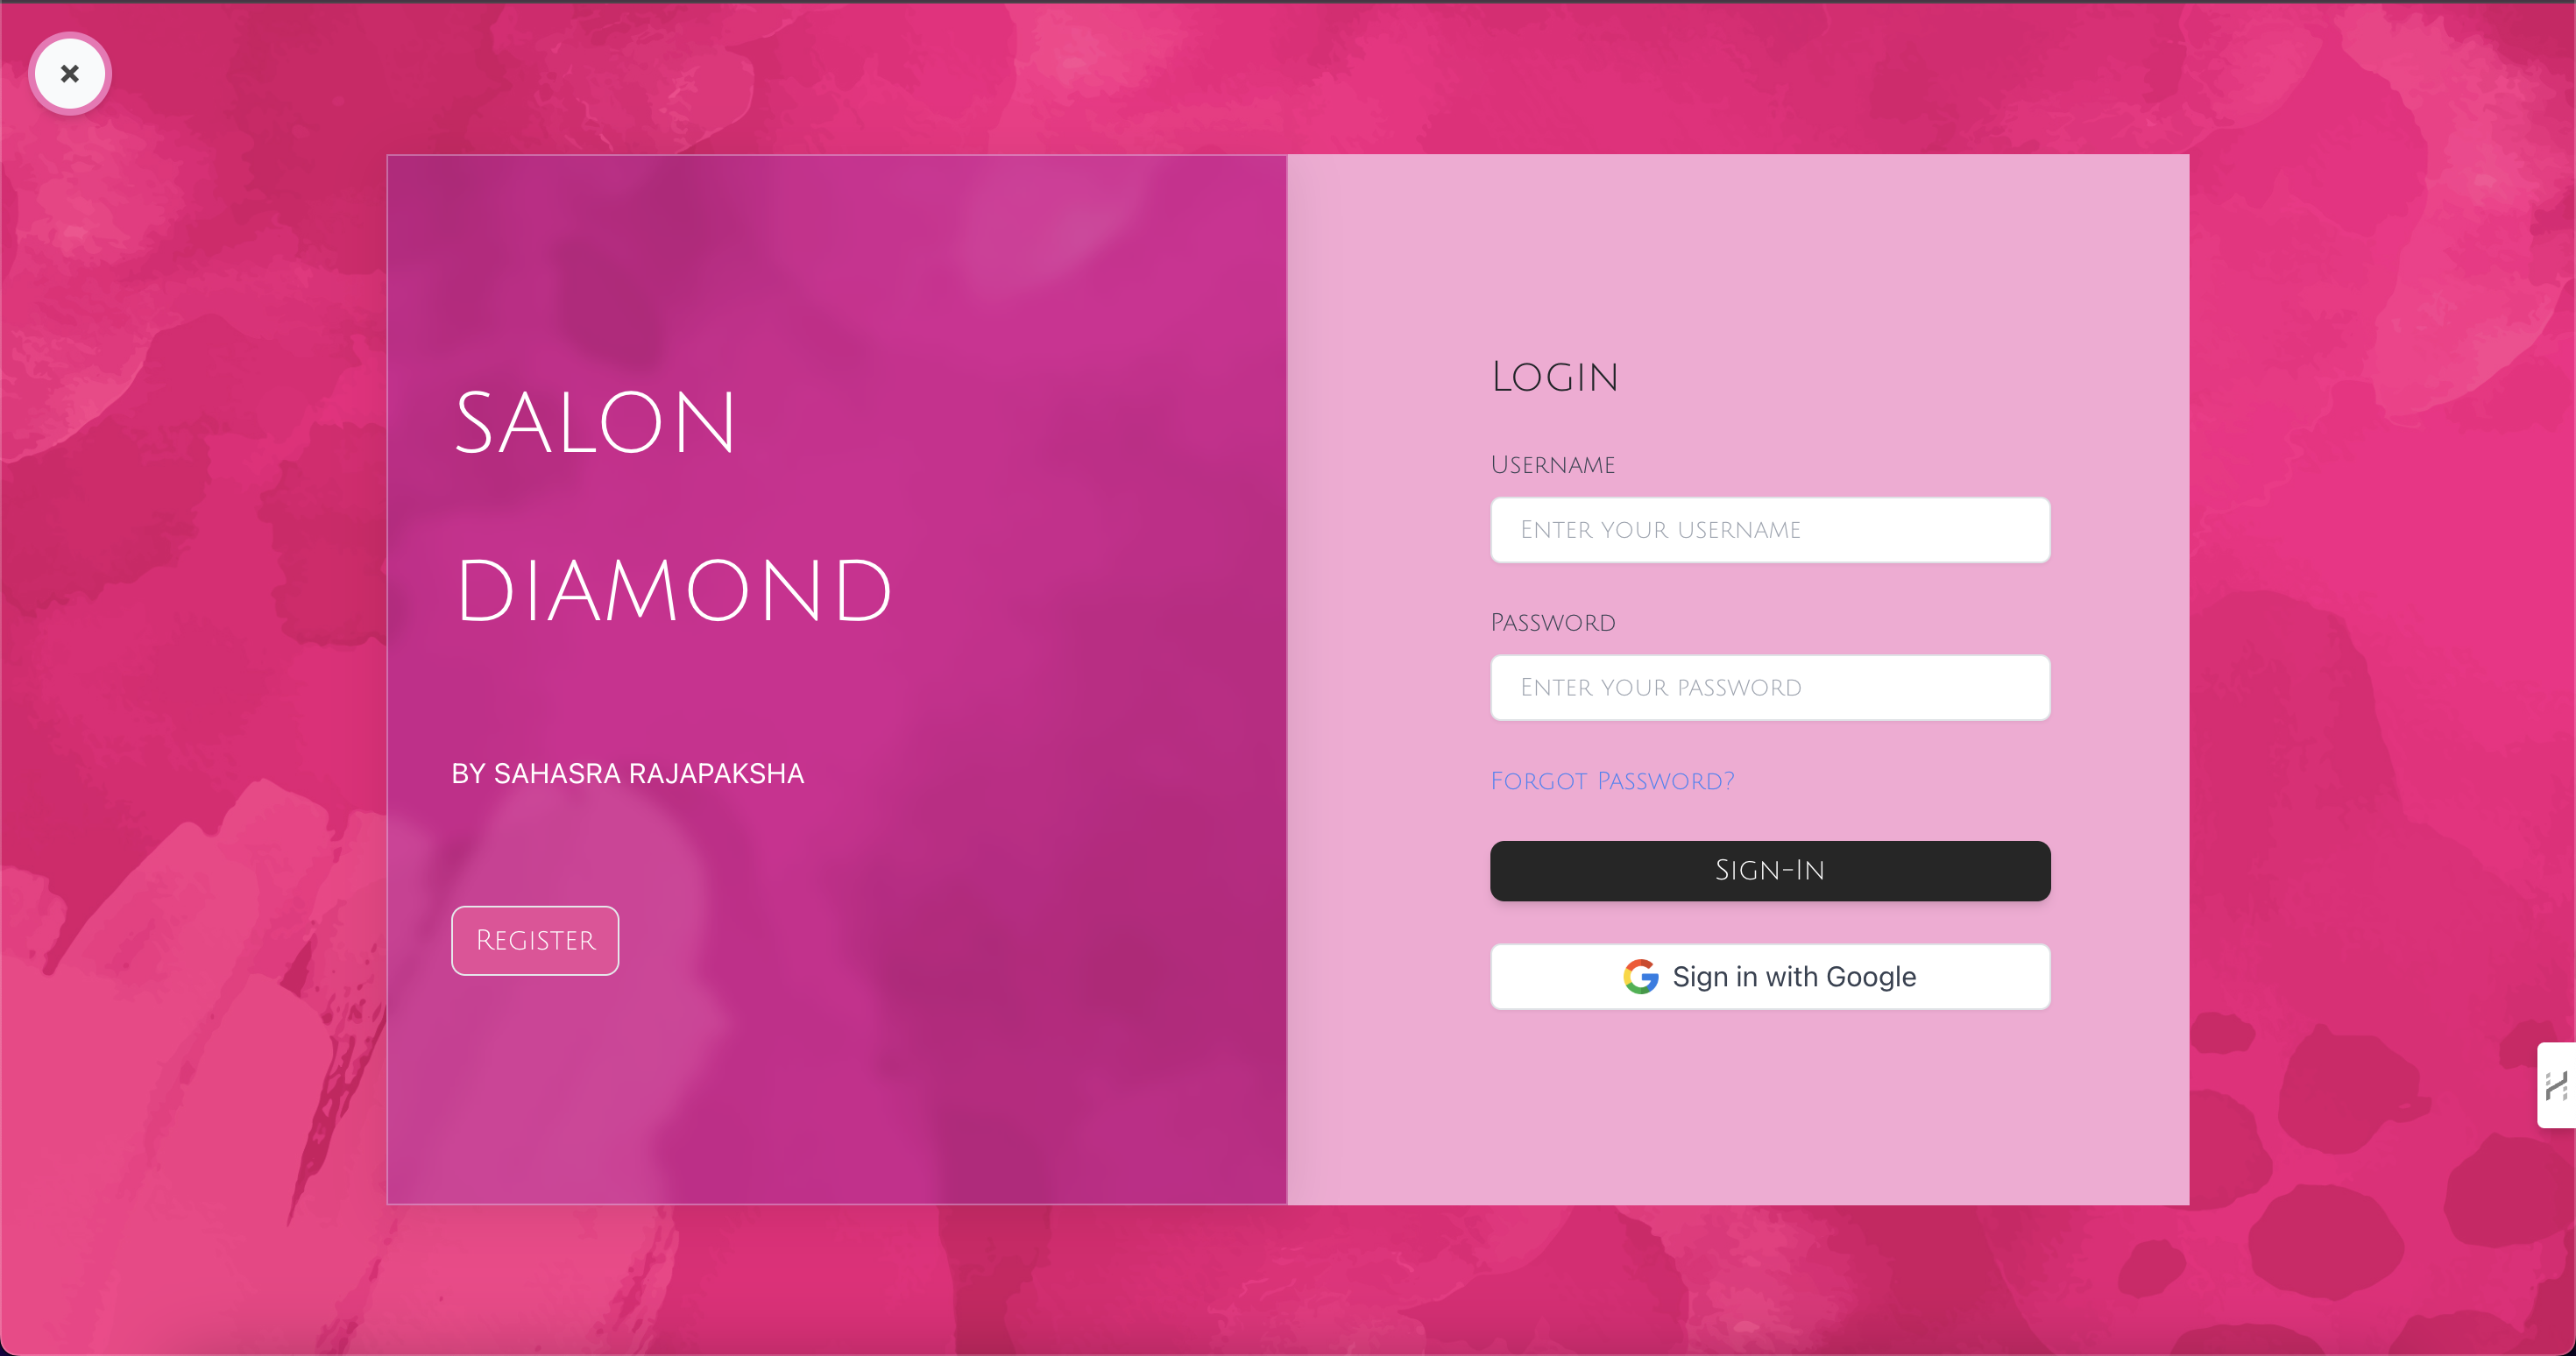 SALON
DIAMOND
BY SAHASRA RAJAPAKSHA
Register
Login
Username
Enter your username
Password
Enter your password
Forgot Password?
Sign-In
Sign in with Google